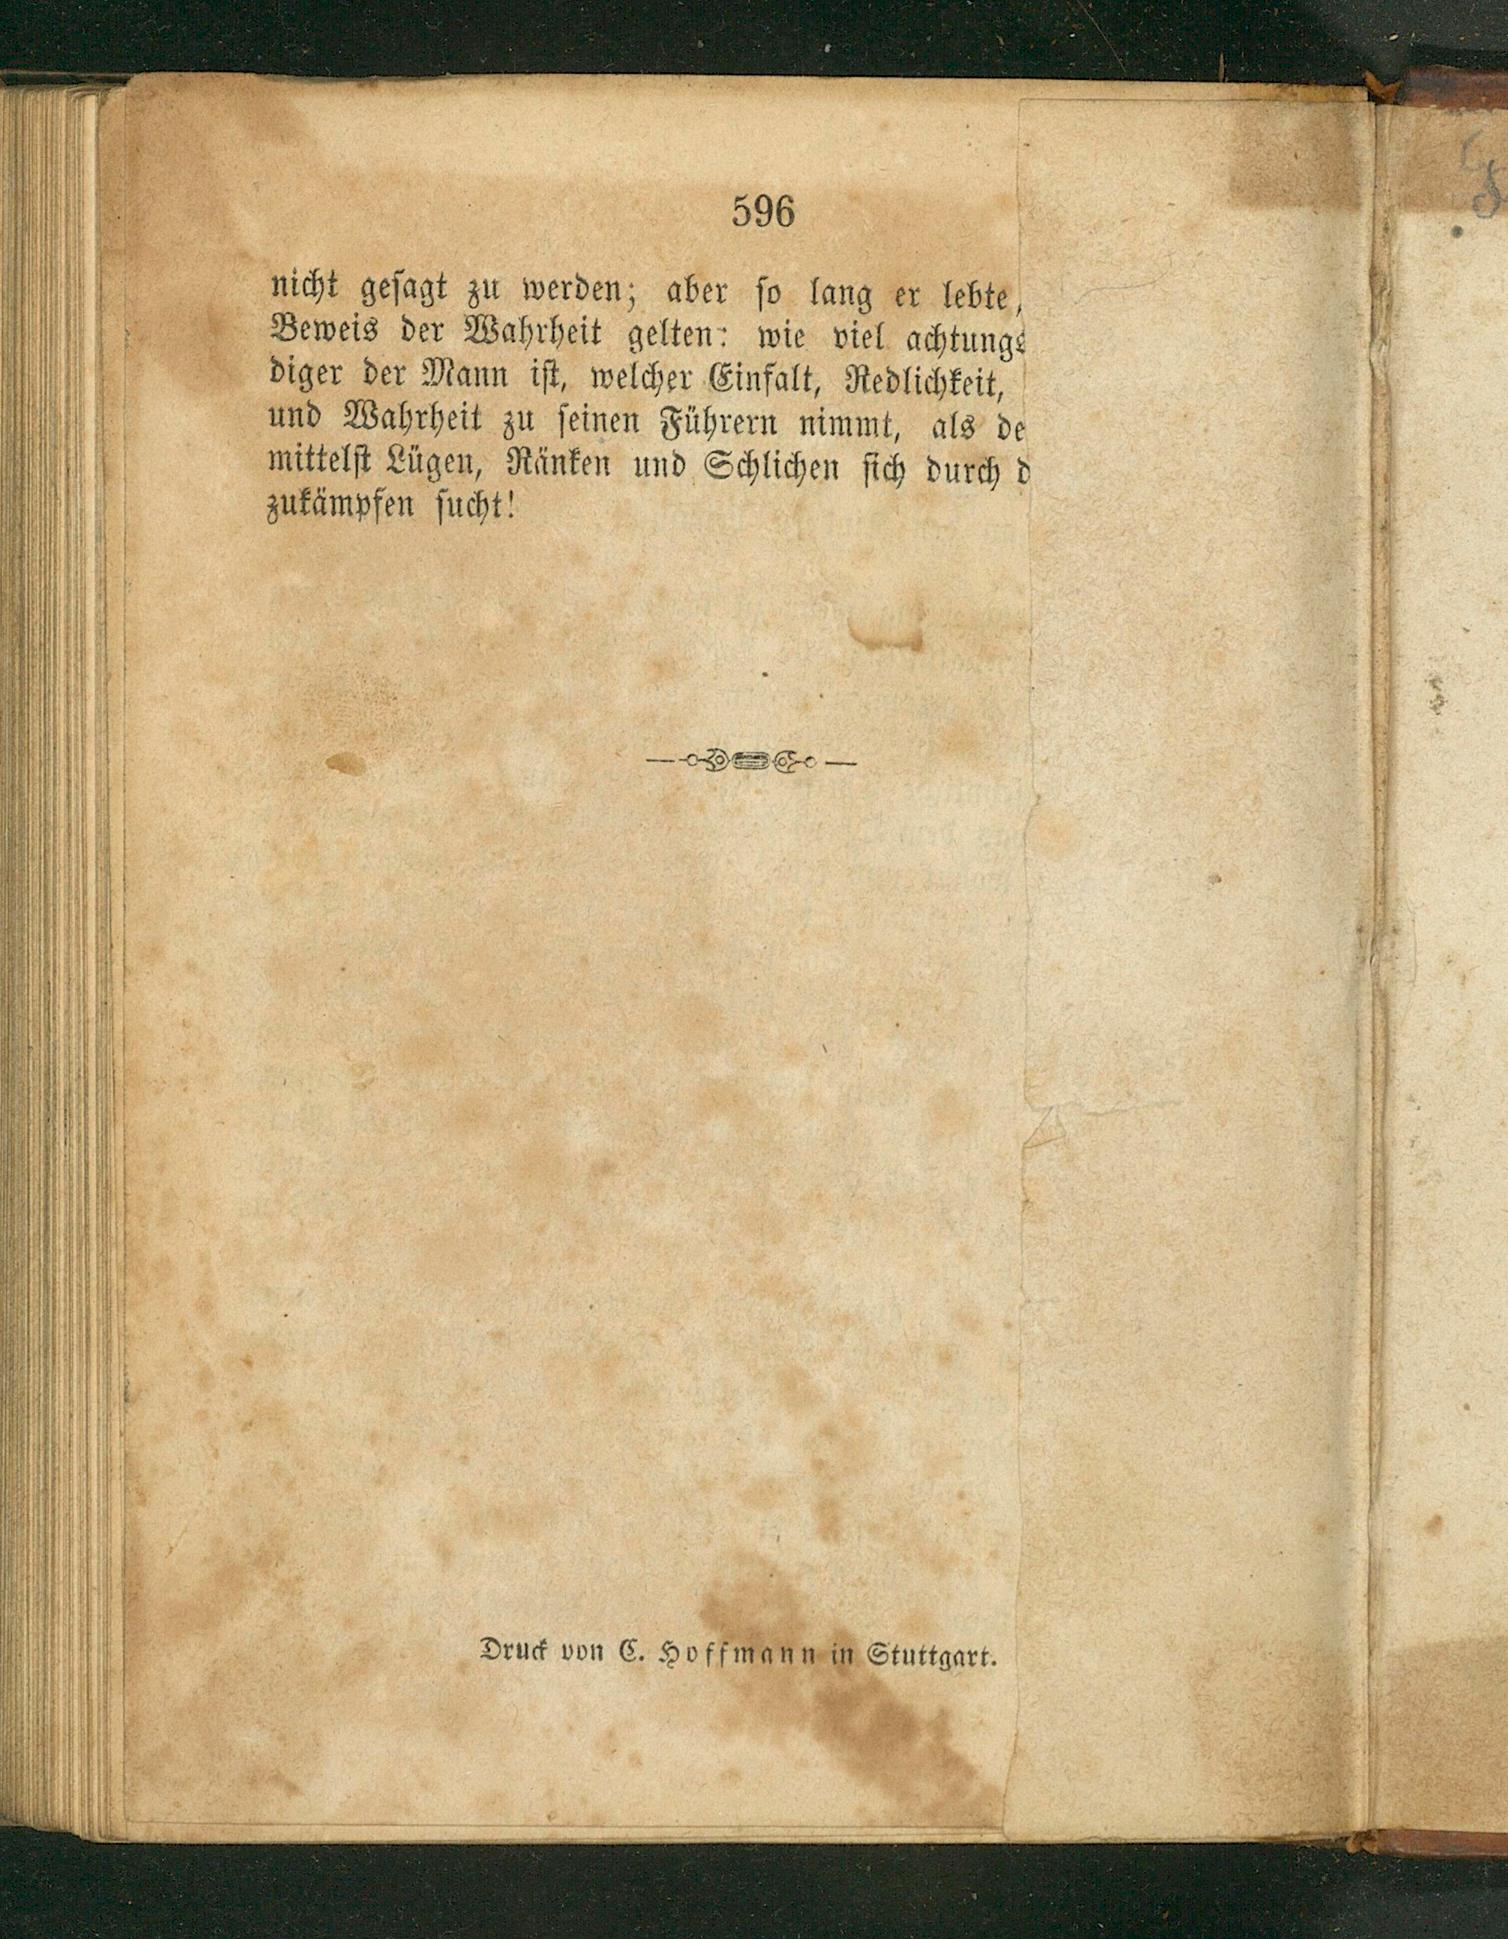 596
nicht geſagt zu werden; aber ſo lang er lebte,
Beweis der Wahrheit gelten: wie viel achtungs
diger der Mann iſt, welcher Einfalt, Redlichkeit,
und Wahrheit zu ſeinen Führern nimmt, als de
mittelſt Lügen, Ränken und Schlichen ſich durch d
zukämpfen ſucht!
Druck von C. Hoffmann in Stuttgart.